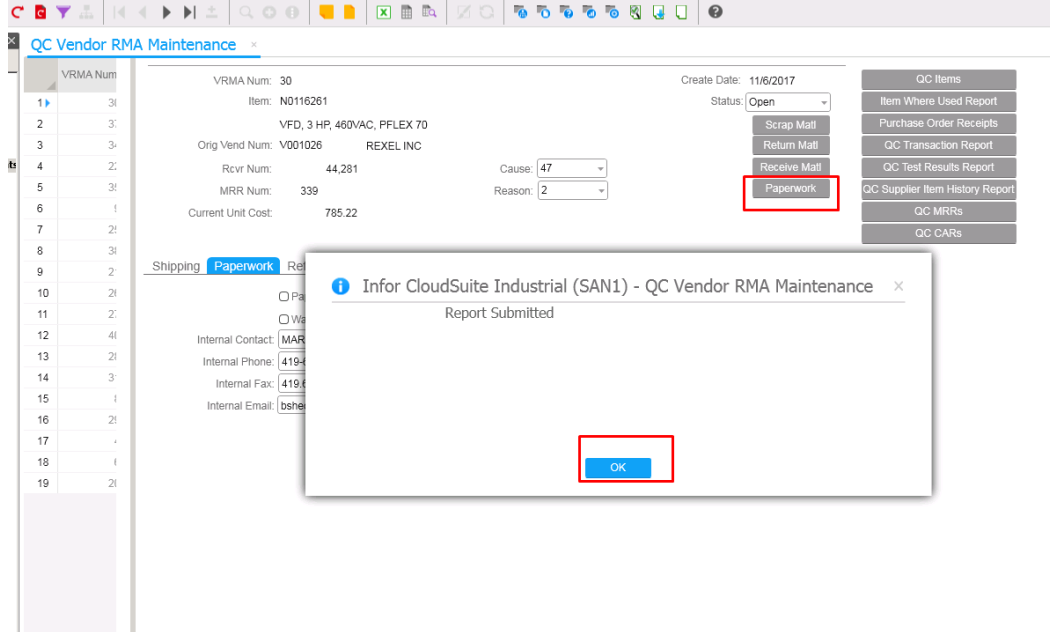 QC Vendor RMA Maintenance ×
VRMA Num
VRMA Num: 30
Create Date: 11/6/2017
QC Items
Item: N0116261
Status: Open
Item Where Used Report
VFD, 3 HP, 460VAC, PFLEX 70
Scrap Matl
Purchase Order Receipts
Orig Vend Num: V001026 REXEL INC
Return Matl
QC Transaction Report
Rcvr Num: 44,281
Cause: 47
Receive Matl
QC Test Results Report
MRR Num: 339
Reason: 2
Paperwork
QC Supplier Item History Report
Current Unit Cost: 785.22
QC MRRs
QC CARs
1
2
3
4
5
6
7
8
9
10
11
12
13
14
15
16
17
18
19
Shipping Paperwork
Internal Contact: MAR
Internal Phone: 419-
Internal Fax: 419.
Internal Email:
Infor CloudSuite Industrial (SAN1) - QC Vendor RMA Maintenance ×
Report Submitted
OK